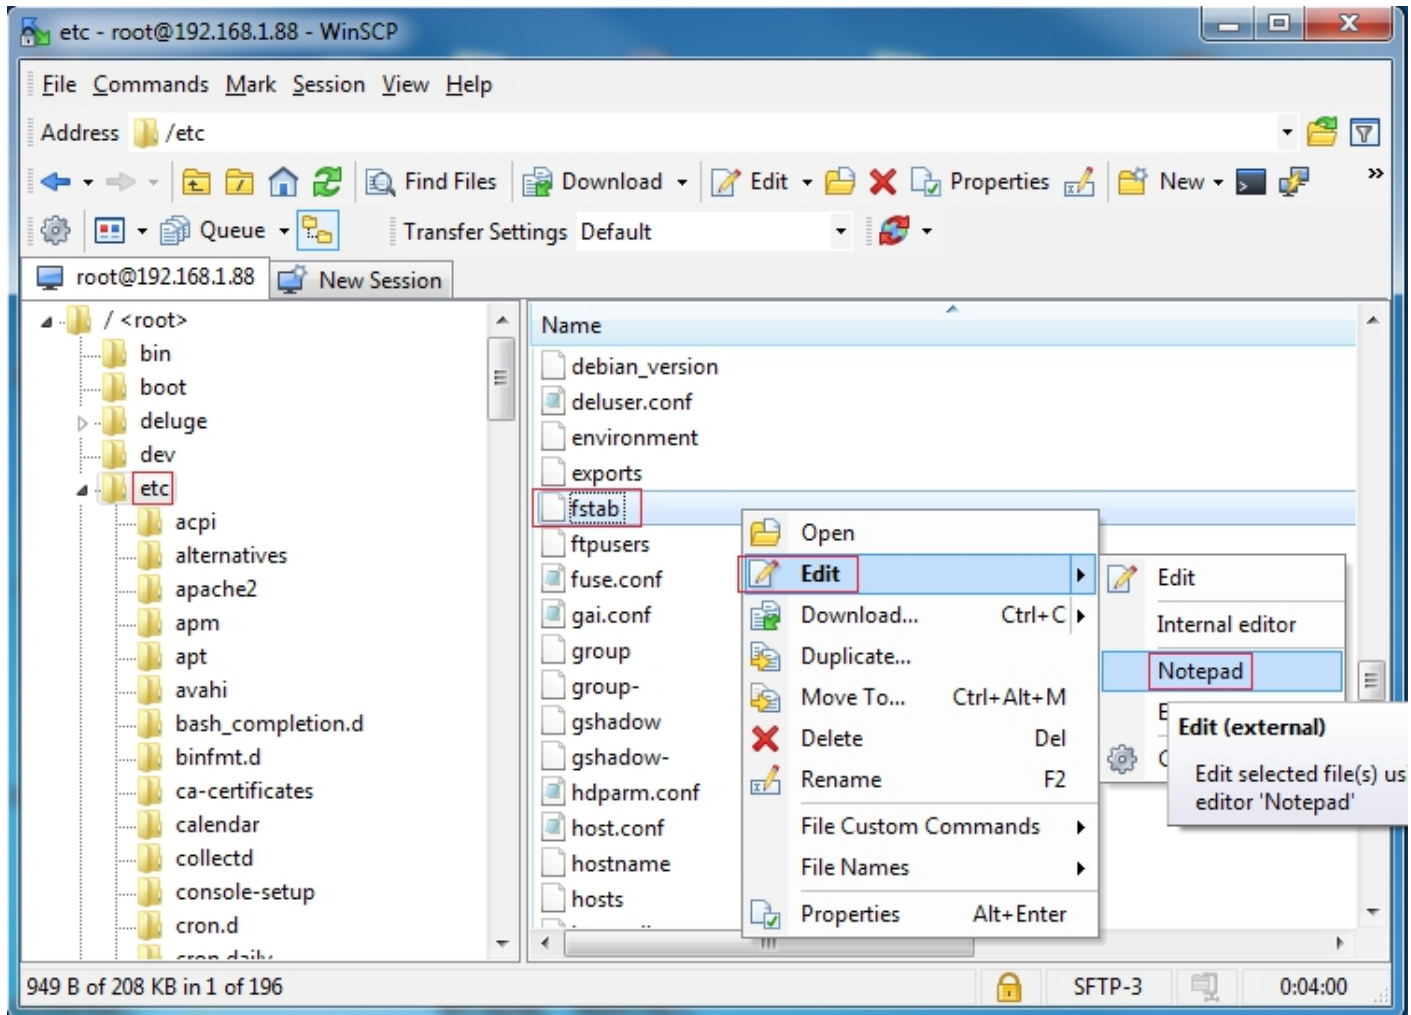 etc - root@192.168.1.88 - WinSCP
File Commands Mark Session View Help
Address /etc
Find Files Download Edit Properties New
Queue Transfer Settings Default
root@192.168.1.88 New Session
/ <root>
bin
boot
deluge
dev
etc
acpi
alternatives
apache2
apm
apt
avahi
bash_completion.d
binfmt.d
ca-certificates
calendar
collectd
console-setup
cron.d
Name
debian_version
deluser.conf
environment
exports
fstab
ftpusers
fuse.conf
gai.conf
group
group-
gshadow
gshadow-
hdparm.conf
host.conf
hostname
hosts
Open
Edit
Download... Ctrl+C
Duplicate...
Move To... Ctrl+Alt+M
Delete Del
Rename F2
File Custom Commands
File Names
Properties Alt+Enter
Edit
Internal editor
Notepad
Edit (external)
Edit selected file(s) usi
editor 'Notepad'
949 B of 208 KB in 1 of 196 SFTP-3 0:04:00